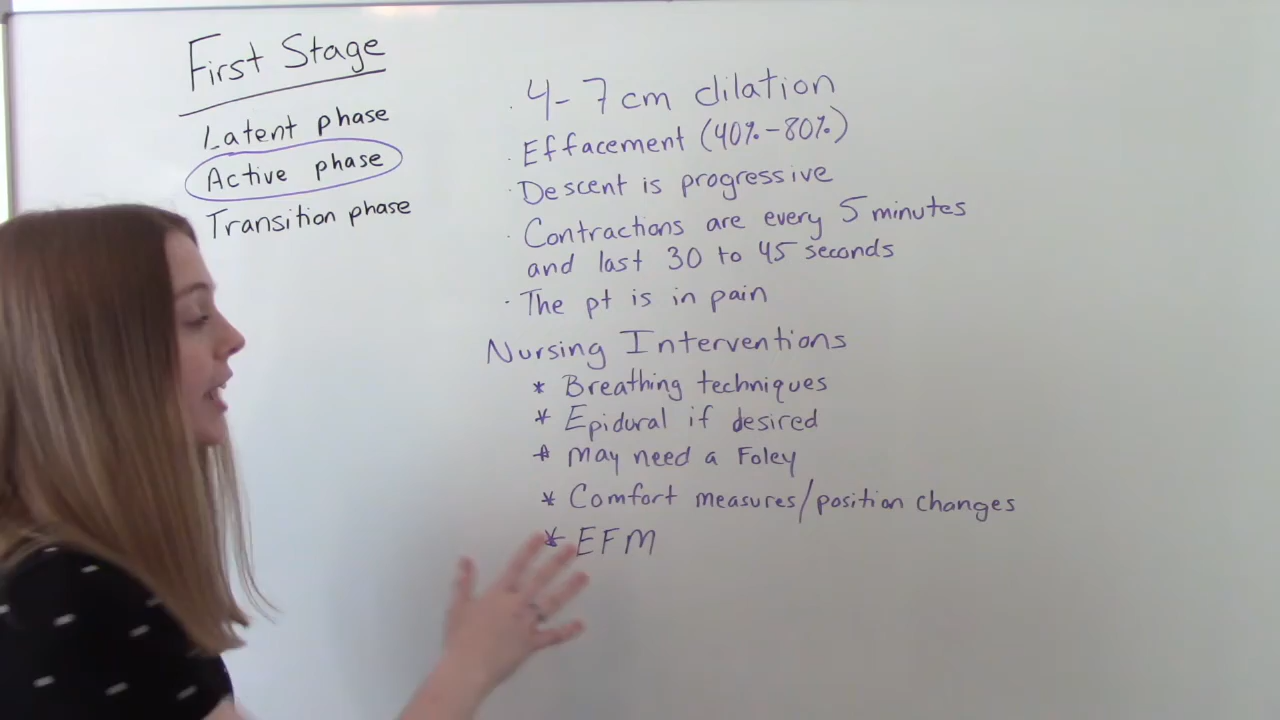 First Stage
Latent phase
Active phase
Transition phase
· 4-7cm dilation
· Effacement (40%-80%)
· Descent is progressive
· Contractions are every 5 minutes
and last 30 to 45 seconds
· The pt is in pain
Nursing Interventions
* Breathing techniques
* Epidural if desired
* May need a Foley
* Comfort measures/position changes
* EFM